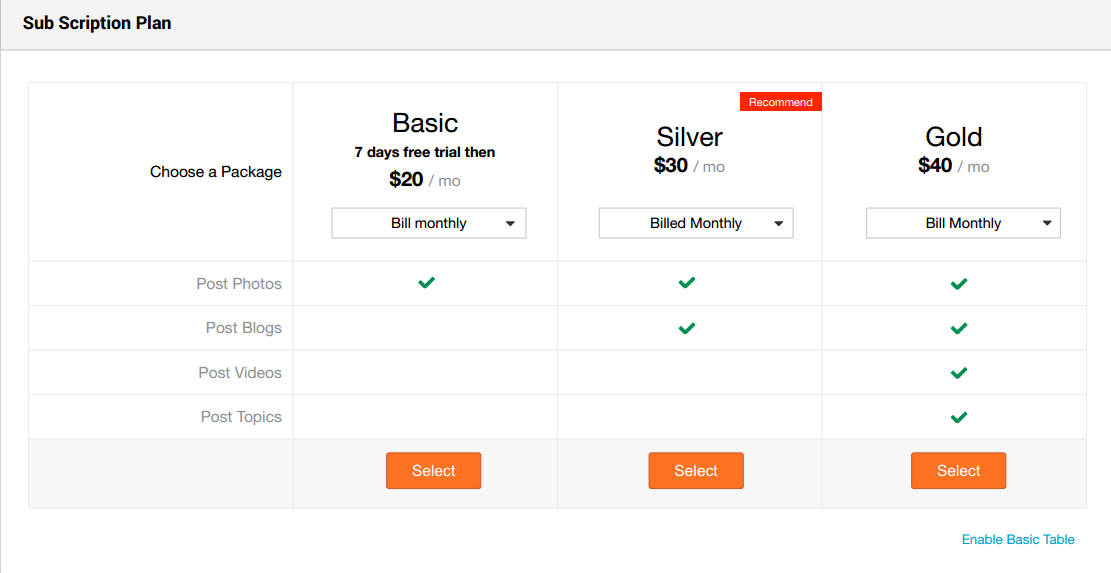 Sub Scription Plan
Choose a Package
Basic
7 days free trial then
$20 / mo
Bill monthly
Recommend
Silver
$30 / mo
Billed Monthly
Gold
$40 / mo
Bill Monthly
Post Photos
Post Blogs
Post Videos
Post Topics
Select
Select
Select
Enable Basic Table